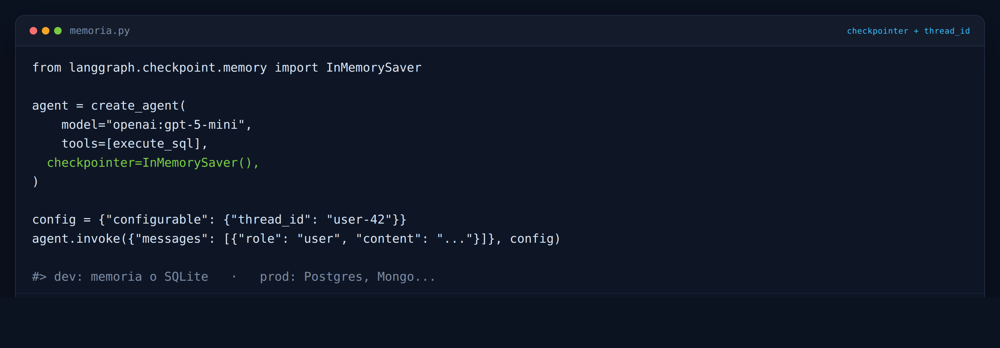 memoria.py
checkpointer + thread_id
from langgraph.checkpoint.memory import InMemorySaver
agent = create_agent(
    model="openai:gpt-5-mini",
    tools=[execute_sql],
  checkpointer=InMemorySaver(),
)
config = {"configurable": {"thread_id": "user-42"}}
agent.invoke({"messages": [{"role": "user", "content": "..."}]}, config)
#> dev: memoria o SQLite   ·   prod: Postgres, Mongo...